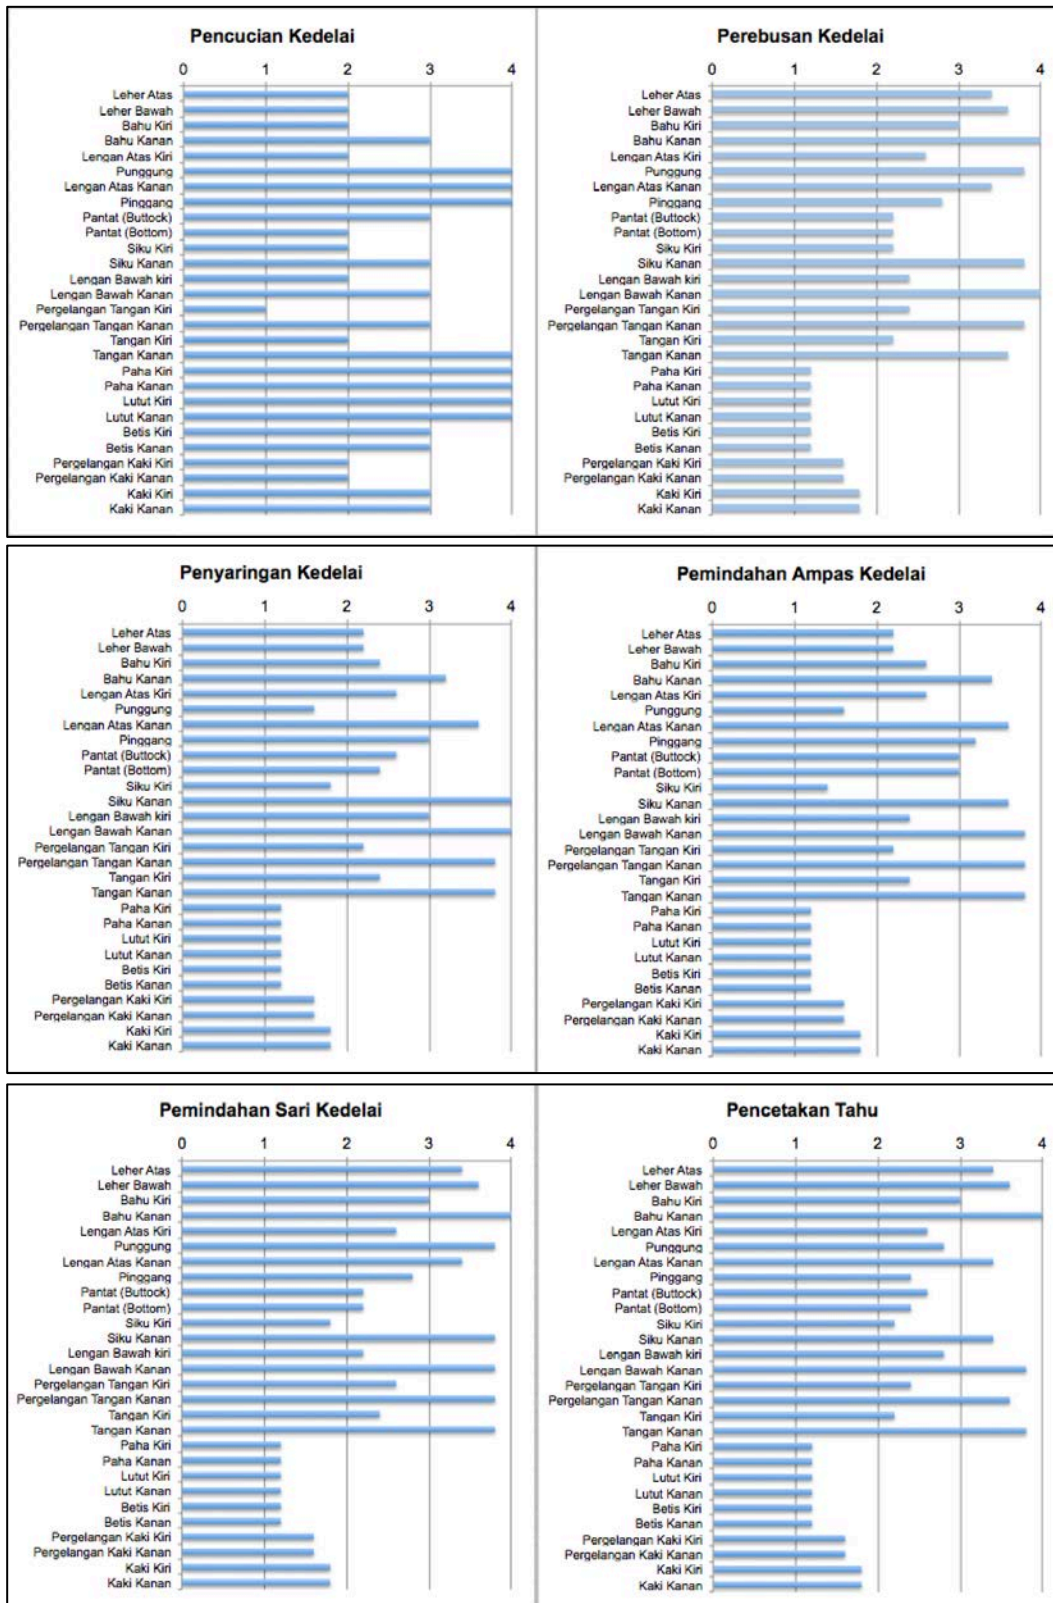 Pencucian Kedelai
0 1 2 3 4
Leher Atas
Leher Bawah
Bahu Kiri
Bahu Kanan
Lengan Atas Kiri
Punggung
Lengan Atas Kanan
Pinggang
Pantat (Buttock)
Pantat (Bottom)
Siku Kiri
Siku Kanan
Lengan Bawah kiri
Lengan Bawah Kanan
Pergelangan Tangan Kiri
Pergelangan Tangan Kanan
Tangan Kiri
Tangan Kanan
Paha Kiri
Paha Kanan
Lutut Kiri
Lutut Kanan
Betis Kiri
Betis Kanan
Pergelangan Kaki Kiri
Pergelangan Kaki Kanan
Kaki Kiri
Kaki Kanan
Perebusan Kedelai
0 1 2 3 4
Leher Atas
Leher Bawah
Bahu Kiri
Bahu Kanan
Lengan Atas Kiri
Punggung
Lengan Atas Kanan
Pinggang
Pantat (Buttock)
Pantat (Bottom)
Siku Kiri
Siku Kanan
Lengan Bawah kiri
Lengan Bawah Kanan
Pergelangan Tangan Kiri
Pergelangan Tangan Kanan
Tangan Kiri
Tangan Kanan
Paha Kiri
Paha Kanan
Lutut Kiri
Lutut Kanan
Betis Kiri
Betis Kanan
Pergelangan Kaki Kiri
Pergelangan Kaki Kanan
Kaki Kiri
Kaki Kanan
Penyaringan Kedelai
0 1 2 3 4
Leher Atas
Leher Bawah
Bahu Kiri
Bahu Kanan
Lengan Atas Kiri
Punggung
Lengan Atas Kanan
Pinggang
Pantat (Buttock)
Pantat (Bottom)
Siku Kiri
Siku Kanan
Lengan Bawah kiri
Lengan Bawah Kanan
Pergelangan Tangan Kiri
Pergelangan Tangan Kanan
Tangan Kiri
Tangan Kanan
Paha Kiri
Paha Kanan
Lutut Kiri
Lutut Kanan
Betis Kiri
Betis Kanan
Pergelangan Kaki Kiri
Pergelangan Kaki Kanan
Kaki Kiri
Kaki Kanan
Pemindahan Ampas Kedelai
0 1 2 3 4
Leher Atas
Leher Bawah
Bahu Kiri
Bahu Kanan
Lengan Atas Kiri
Punggung
Lengan Atas Kanan
Pinggang
Pantat (Buttock)
Pantat (Bottom)
Siku Kiri
Siku Kanan
Lengan Bawah kiri
Lengan Bawah Kanan
Pergelangan Tangan Kiri
Pergelangan Tangan Kanan
Tangan Kiri
Tangan Kanan
Paha Kiri
Paha Kanan
Lutut Kiri
Lutut Kanan
Betis Kiri
Betis Kanan
Pergelangan Kaki Kiri
Pergelangan Kaki Kanan
Kaki Kiri
Kaki Kanan
Pemindahan Sari Kedelai
0 1 2 3 4
Leher Atas
Leher Bawah
Bahu Kiri
Bahu Kanan
Lengan Atas Kiri
Punggung
Lengan Atas Kanan
Pinggang
Pantat (Buttock)
Pantat (Bottom)
Siku Kiri
Siku Kanan
Lengan Bawah kiri
Lengan Bawah Kanan
Pergelangan Tangan Kiri
Pergelangan Tangan Kanan
Tangan Kiri
Tangan Kanan
Paha Kiri
Paha Kanan
Lutut Kiri
Lutut Kanan
Betis Kiri
Betis Kanan
Pergelangan Kaki Kiri
Pergelangan Kaki Kanan
Kaki Kiri
Kaki Kanan
Pencetakan Tahu
0 1 2 3 4
Leher Atas
Leher Bawah
Bahu Kiri
Bahu Kanan
Lengan Atas Kiri
Punggung
Lengan Atas Kanan
Pinggang
Pantat (Buttock)
Pantat (Bottom)
Siku Kiri
Siku Kanan
Lengan Bawah kiri
Lengan Bawah Kanan
Pergelangan Tangan Kiri
Pergelangan Tangan Kanan
Tangan Kiri
Tangan Kanan
Paha Kiri
Paha Kanan
Lutut Kiri
Lutut Kanan
Betis Kiri
Betis Kanan
Pergelangan Kaki Kiri
Pergelangan Kaki Kanan
Kaki Kiri
Kaki Kanan